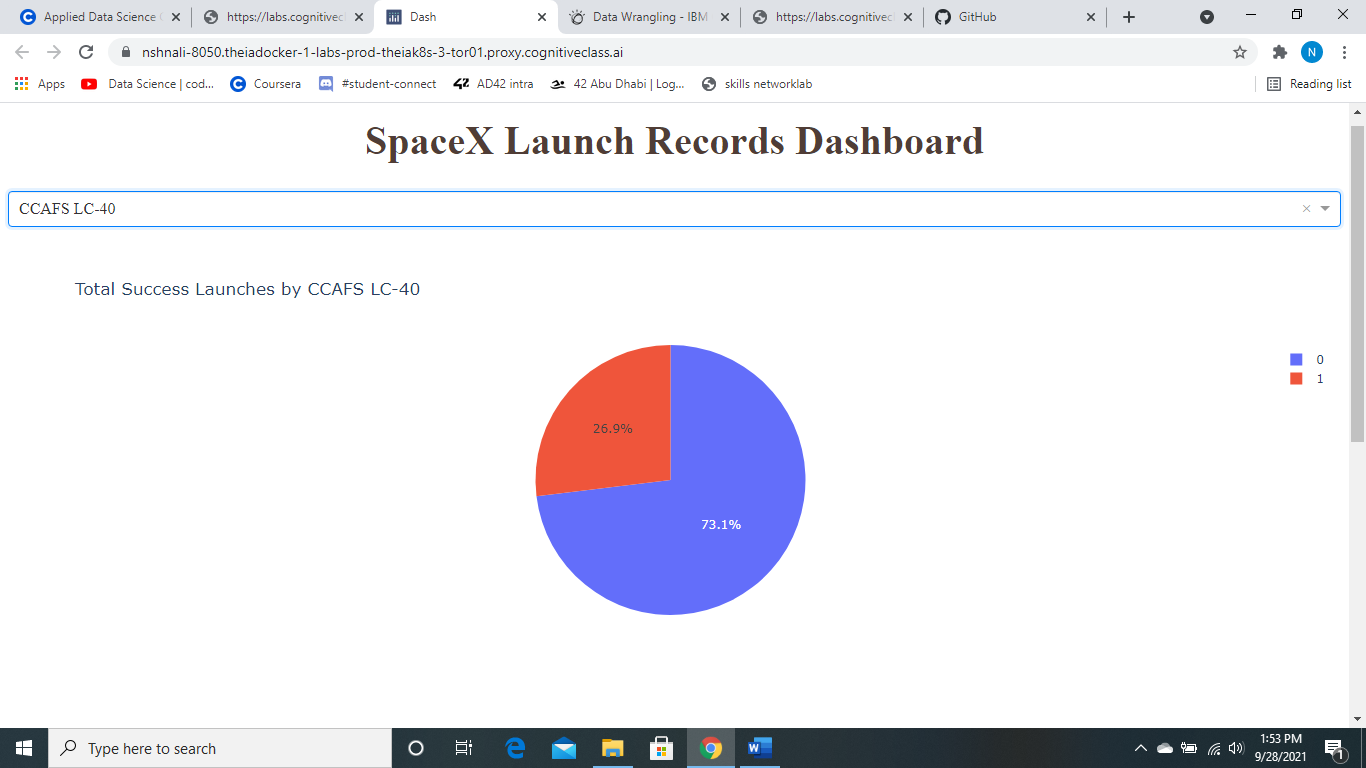 Applied Data Science C
https://labs.cognitivecl
Dash
Data Wrangling - IBM
https://labs.cognitivec
GitHub
nshnali-8050.theiadocker-1-labs-prod-theiak8s-3-tor01.proxy.cognitiveclass.ai
N
Apps
Data Science | cod...
Coursera
#student-connect
AD42 intra
42 Abu Dhabi | Log...
skills networklab
Reading list
SpaceX Launch Records Dashboard
CCAFS LC-40
Total Success Launches by CCAFS LC-40
0
1
26.9%
73.1%
Type here to search
1:53 PM
9/28/2021
1